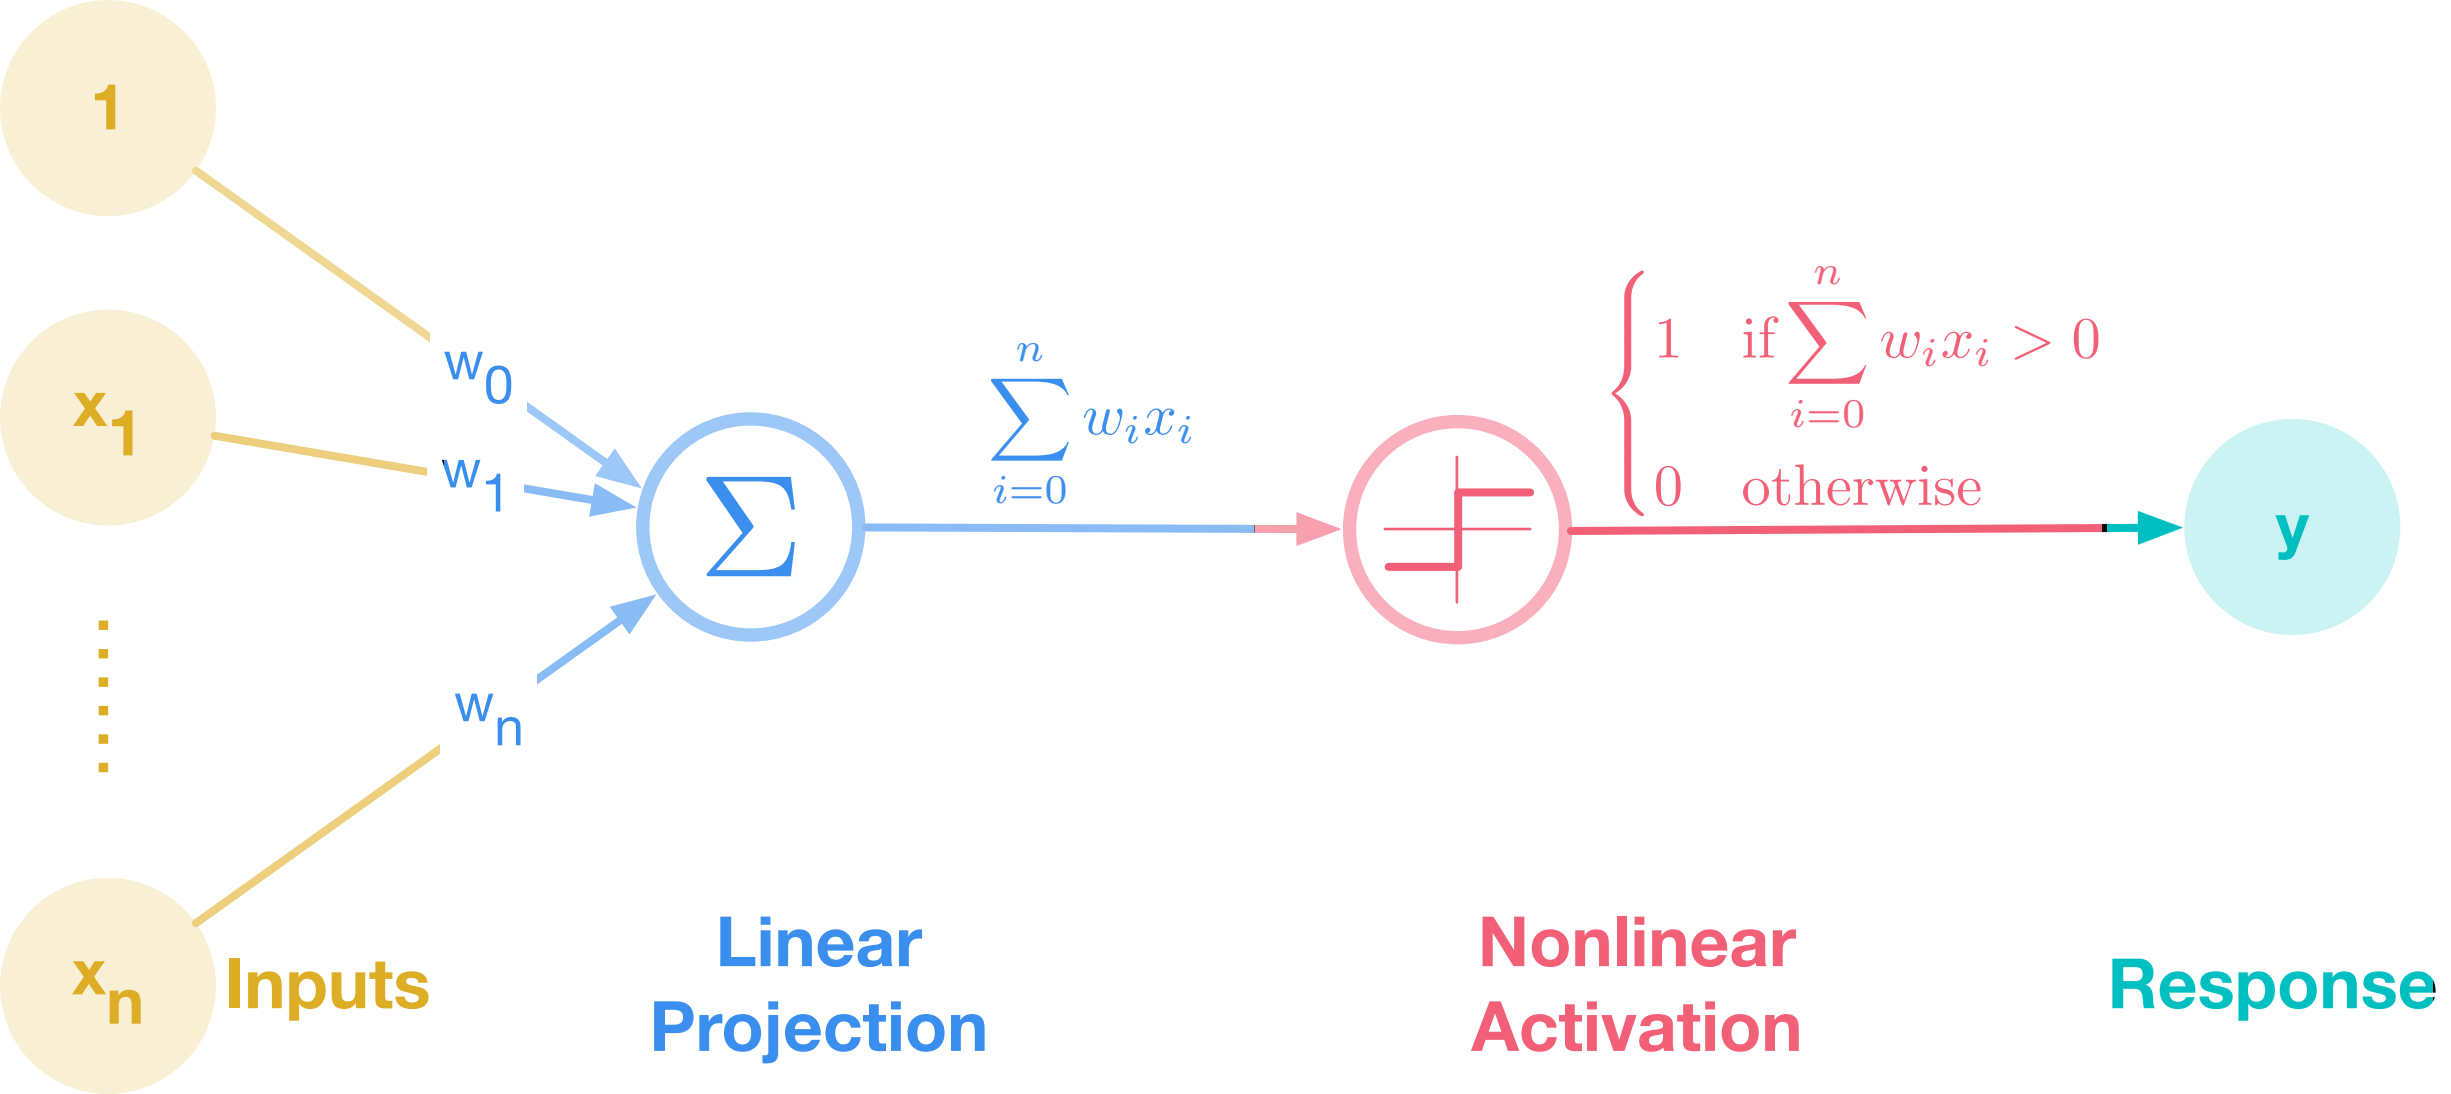 1
x₁
xₙ
Inputs
w₀
w₁
wₙ
Σ
Linear
Projection
n
∑ wᵢxᵢ
i=0
Nonlinear
Activation
n
1 if ∑ wᵢxᵢ > 0
i=0
0 otherwise
y
Response